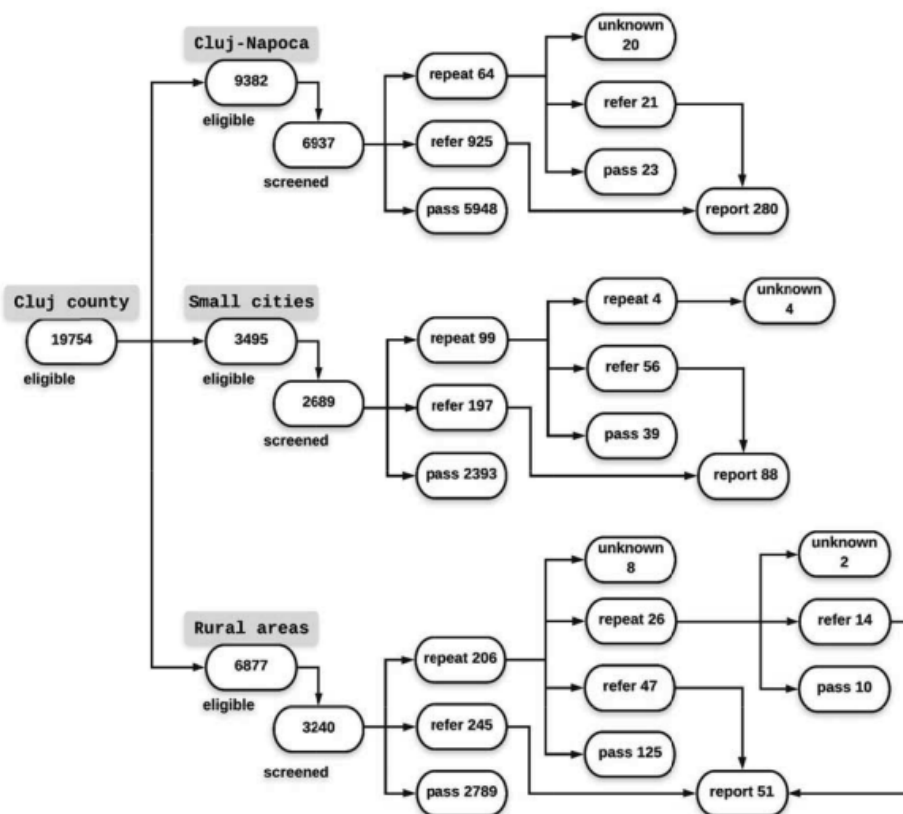 Cluj-Napoca
9382
eligible
6937
screened
repeat 64
refer 925
pass 5948
unknown
20
refer 21
pass 23
report 280
Cluj county
19754
eligible
Small cities
3495
eligible
2689
screened
repeat 99
refer 197
pass 2393
repeat 4
refer 56
pass 39
unknown
4
report 88
Rural areas
6877
eligible
3240
screened
repeat 206
refer 245
pass 2789
unknown
8
repeat 26
refer 47
pass 125
unknown
2
refer 14
pass 10
report 51